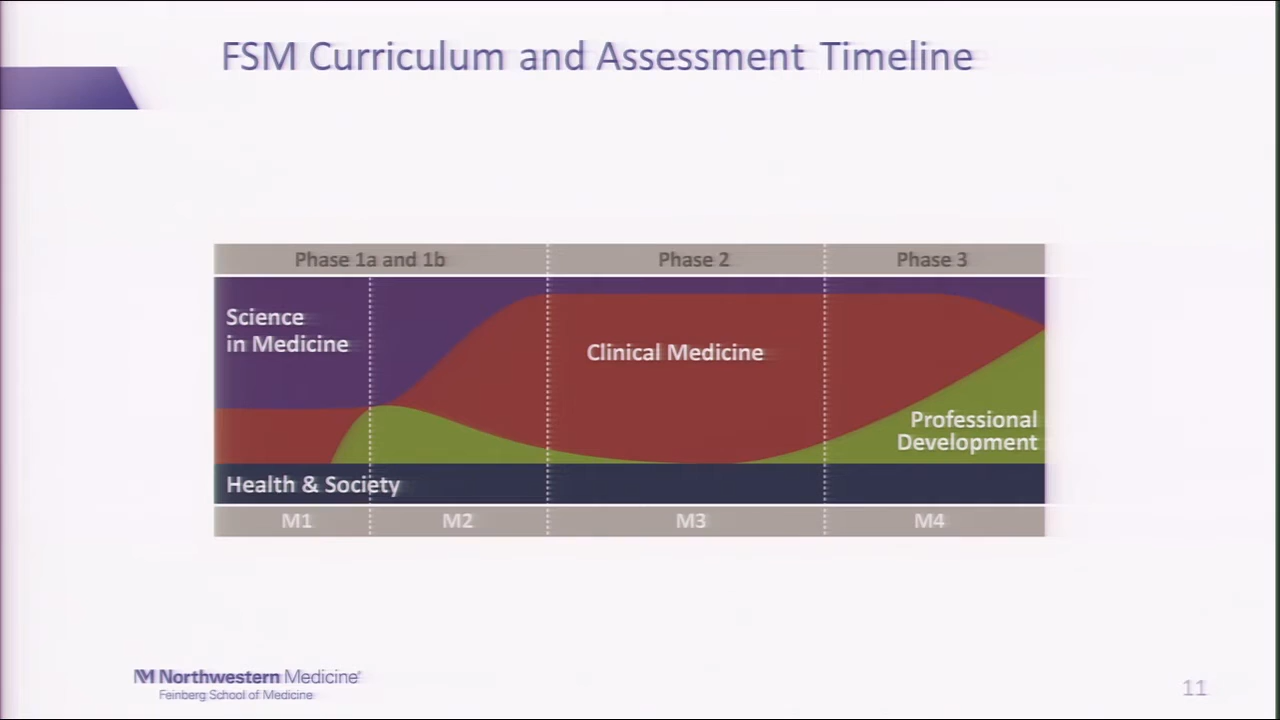 FSM Curriculum and Assessment Timeline
Phase 1a and 1b
Phase 2
Phase 3
Science
in Medicine
Clinical Medicine
Professional
Development
Health & Society
M1
M2
M3
M4
NM Northwestern Medicine®
Feinberg School of Medicine
11